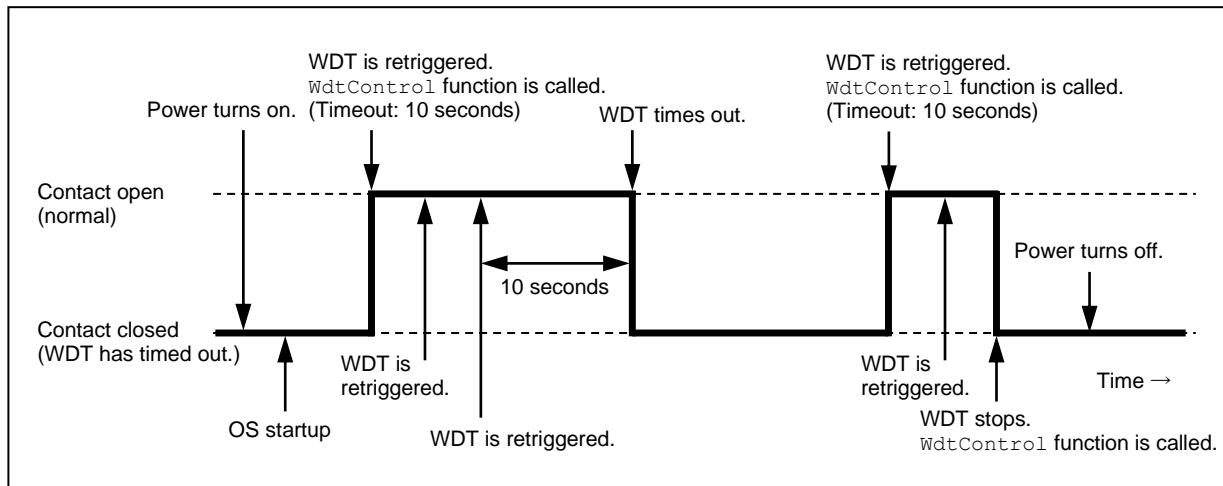 WDT is retriggered.
WdtControl function is called.
(Timeout: 10 seconds)
Power turns on.
WDT times out.
WDT is retriggered.
WdtControl function is called.
(Timeout: 10 seconds)
Contact open
(normal)
Power turns off.
10 seconds
Contact closed
(WDT has timed out.)
WDT is
retriggered.
WDT is
retriggered.
Time →
OS startup
WDT is retriggered.
WDT stops.
WdtControl function is called.